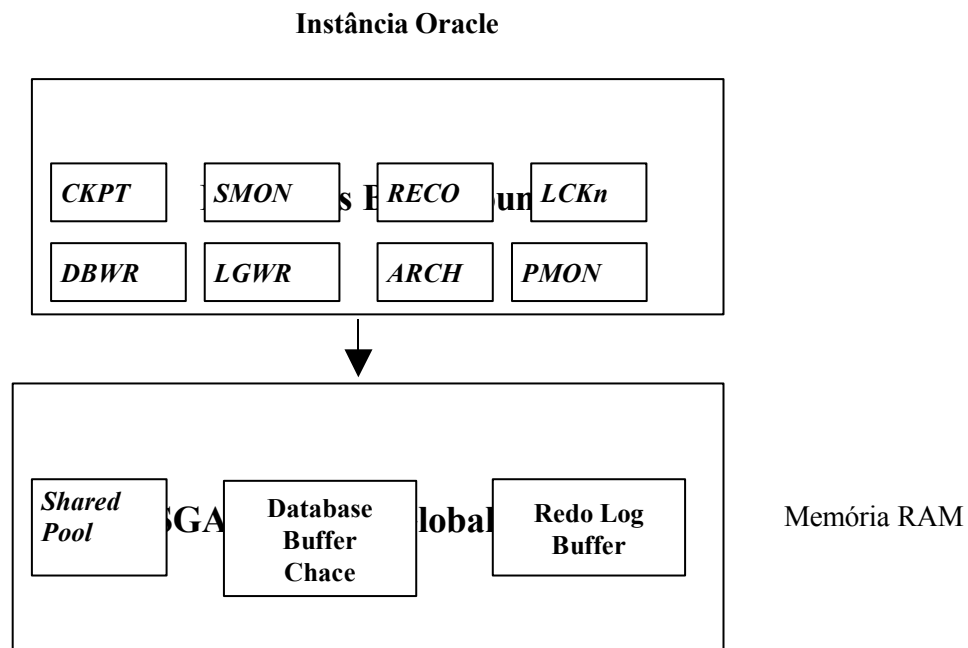 Instância Oracle
CKPT SMON RECO LCKn
DBWR LGWR ARCH PMON
Shared
Pool
SGA
Database
Buffer
Chace
Redo Log
Buffer
Memória RAM